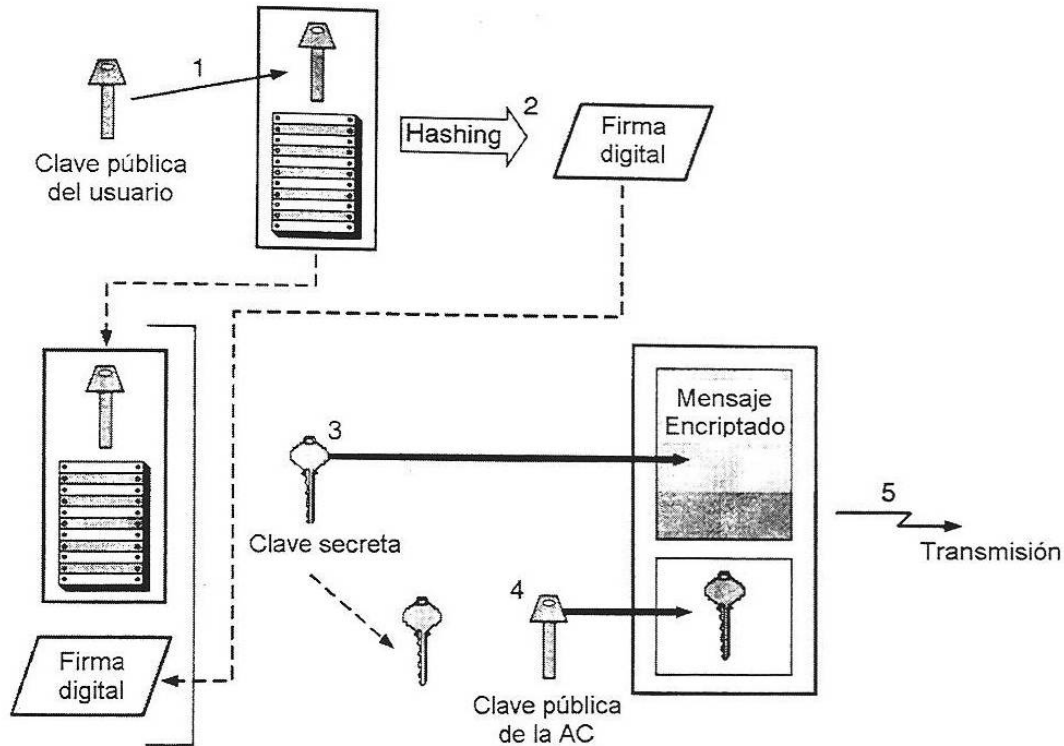 1
Clave pública
del usuario
Hashing
2
Firma
digital
3
Clave secreta
Mensaje
Encriptado
5
Transmisión
4
Clave pública
de la AC
Firma
digital